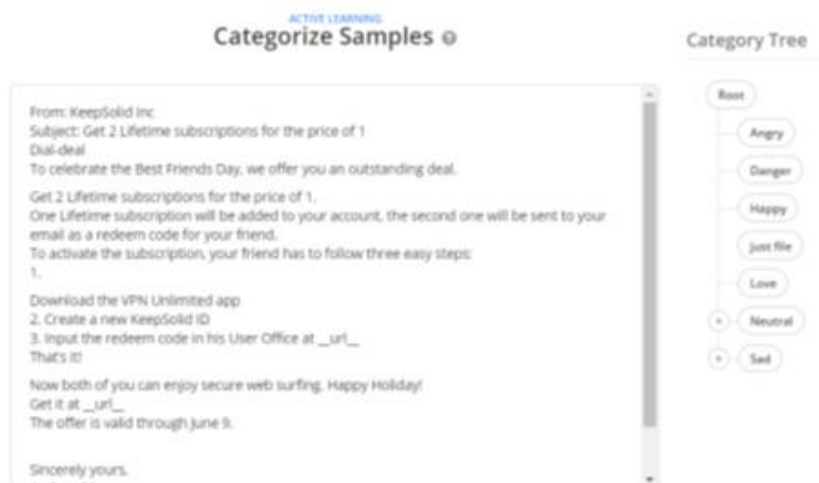 ACTIVE LEARNING
Categorize Samples
From: KeepSolid Inc
Subject: Get 2 Lifetime subscriptions for the price of 1
Dial-deal
To celebrate the Best Friends Day, we offer you an outstanding deal.
Get 2 Lifetime subscriptions for the price of 1.
One Lifetime subscription will be added to your account, the second one will be sent to your
email as a redeem code for your friend.
To activate the subscription, your friend has to follow three easy steps:
1.
Download the VPN Unlimited app
2. Create a new KeepSolid ID
3. Input the redeem code in his User Office at __url__
That's it!
Now both of you can enjoy secure web surfing. Happy Holiday!
Get it at __url__
The offer is valid through June 9.
Sincerely yours,
Category Tree
Root
Angry
Danger
Happy
just file
Love
+ Neutral
+ Sad